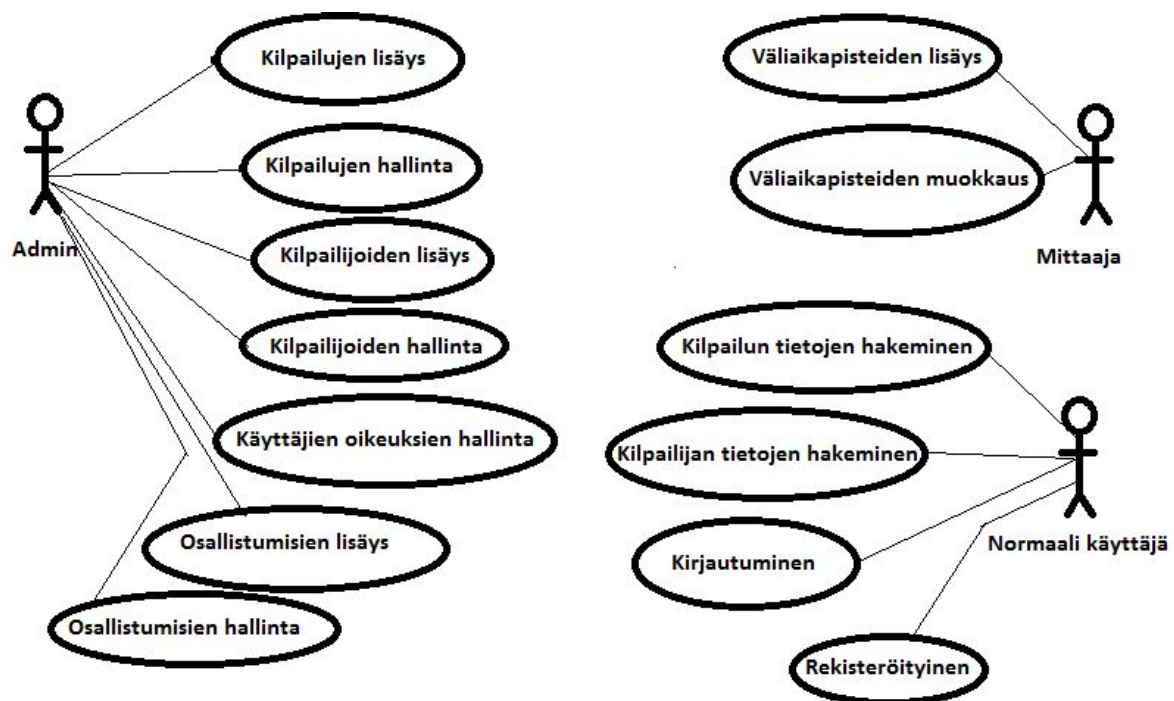 Kilpailujen lisäys
Kilpailujen hallinta
Kilpailijoiden lisäys
Kilpailijoiden hallinta
Käyttäjien oikeuksien hallinta
Osallistumisien lisäys
Osallistumisien hallinta
Admin
Väliaikapisteiden lisäys
Väliaikapisteiden muokkaus
Mittaaja
Kilpailun tietojen hakeminen
Kilpailijan tietojen hakeminen
Kirjautuminen
Rekisteröityinen
Normaali käyttäjä